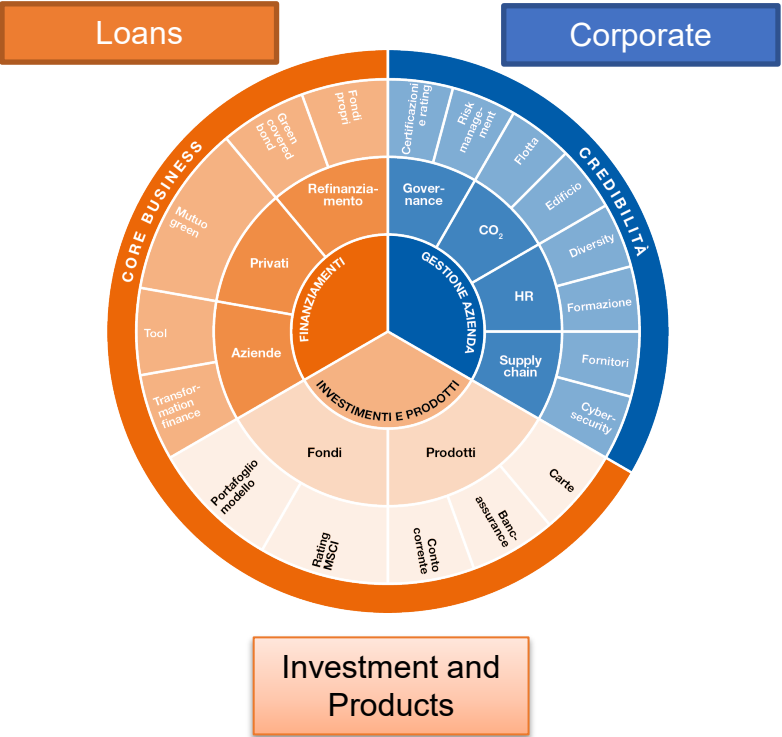 Loans
Corporate
CORE BUSINESS
CREDIBILITÀ
FINANZIAMENTI
GESTIONE AZIENDA
INVESTIMENTI E PRODOTTI
Refinanzia-
mento
Privati
Aziende
Fondi
propri
Green
covered
bond
Mutuo
green
Tool
Transfor-
mation
finance
Gover-
nance
CO₂
HR
Supply
chain
Certificazioni
e rating
Risk
manage-
ment
Flotta
Edificio
Diversity
Formazione
Fornitori
Cyber-
security
Fondi
Prodotti
Portafoglio
modello
Rating
MSCI
Conto
corrente
Banc-
assurance
Carte
Investment and
Products